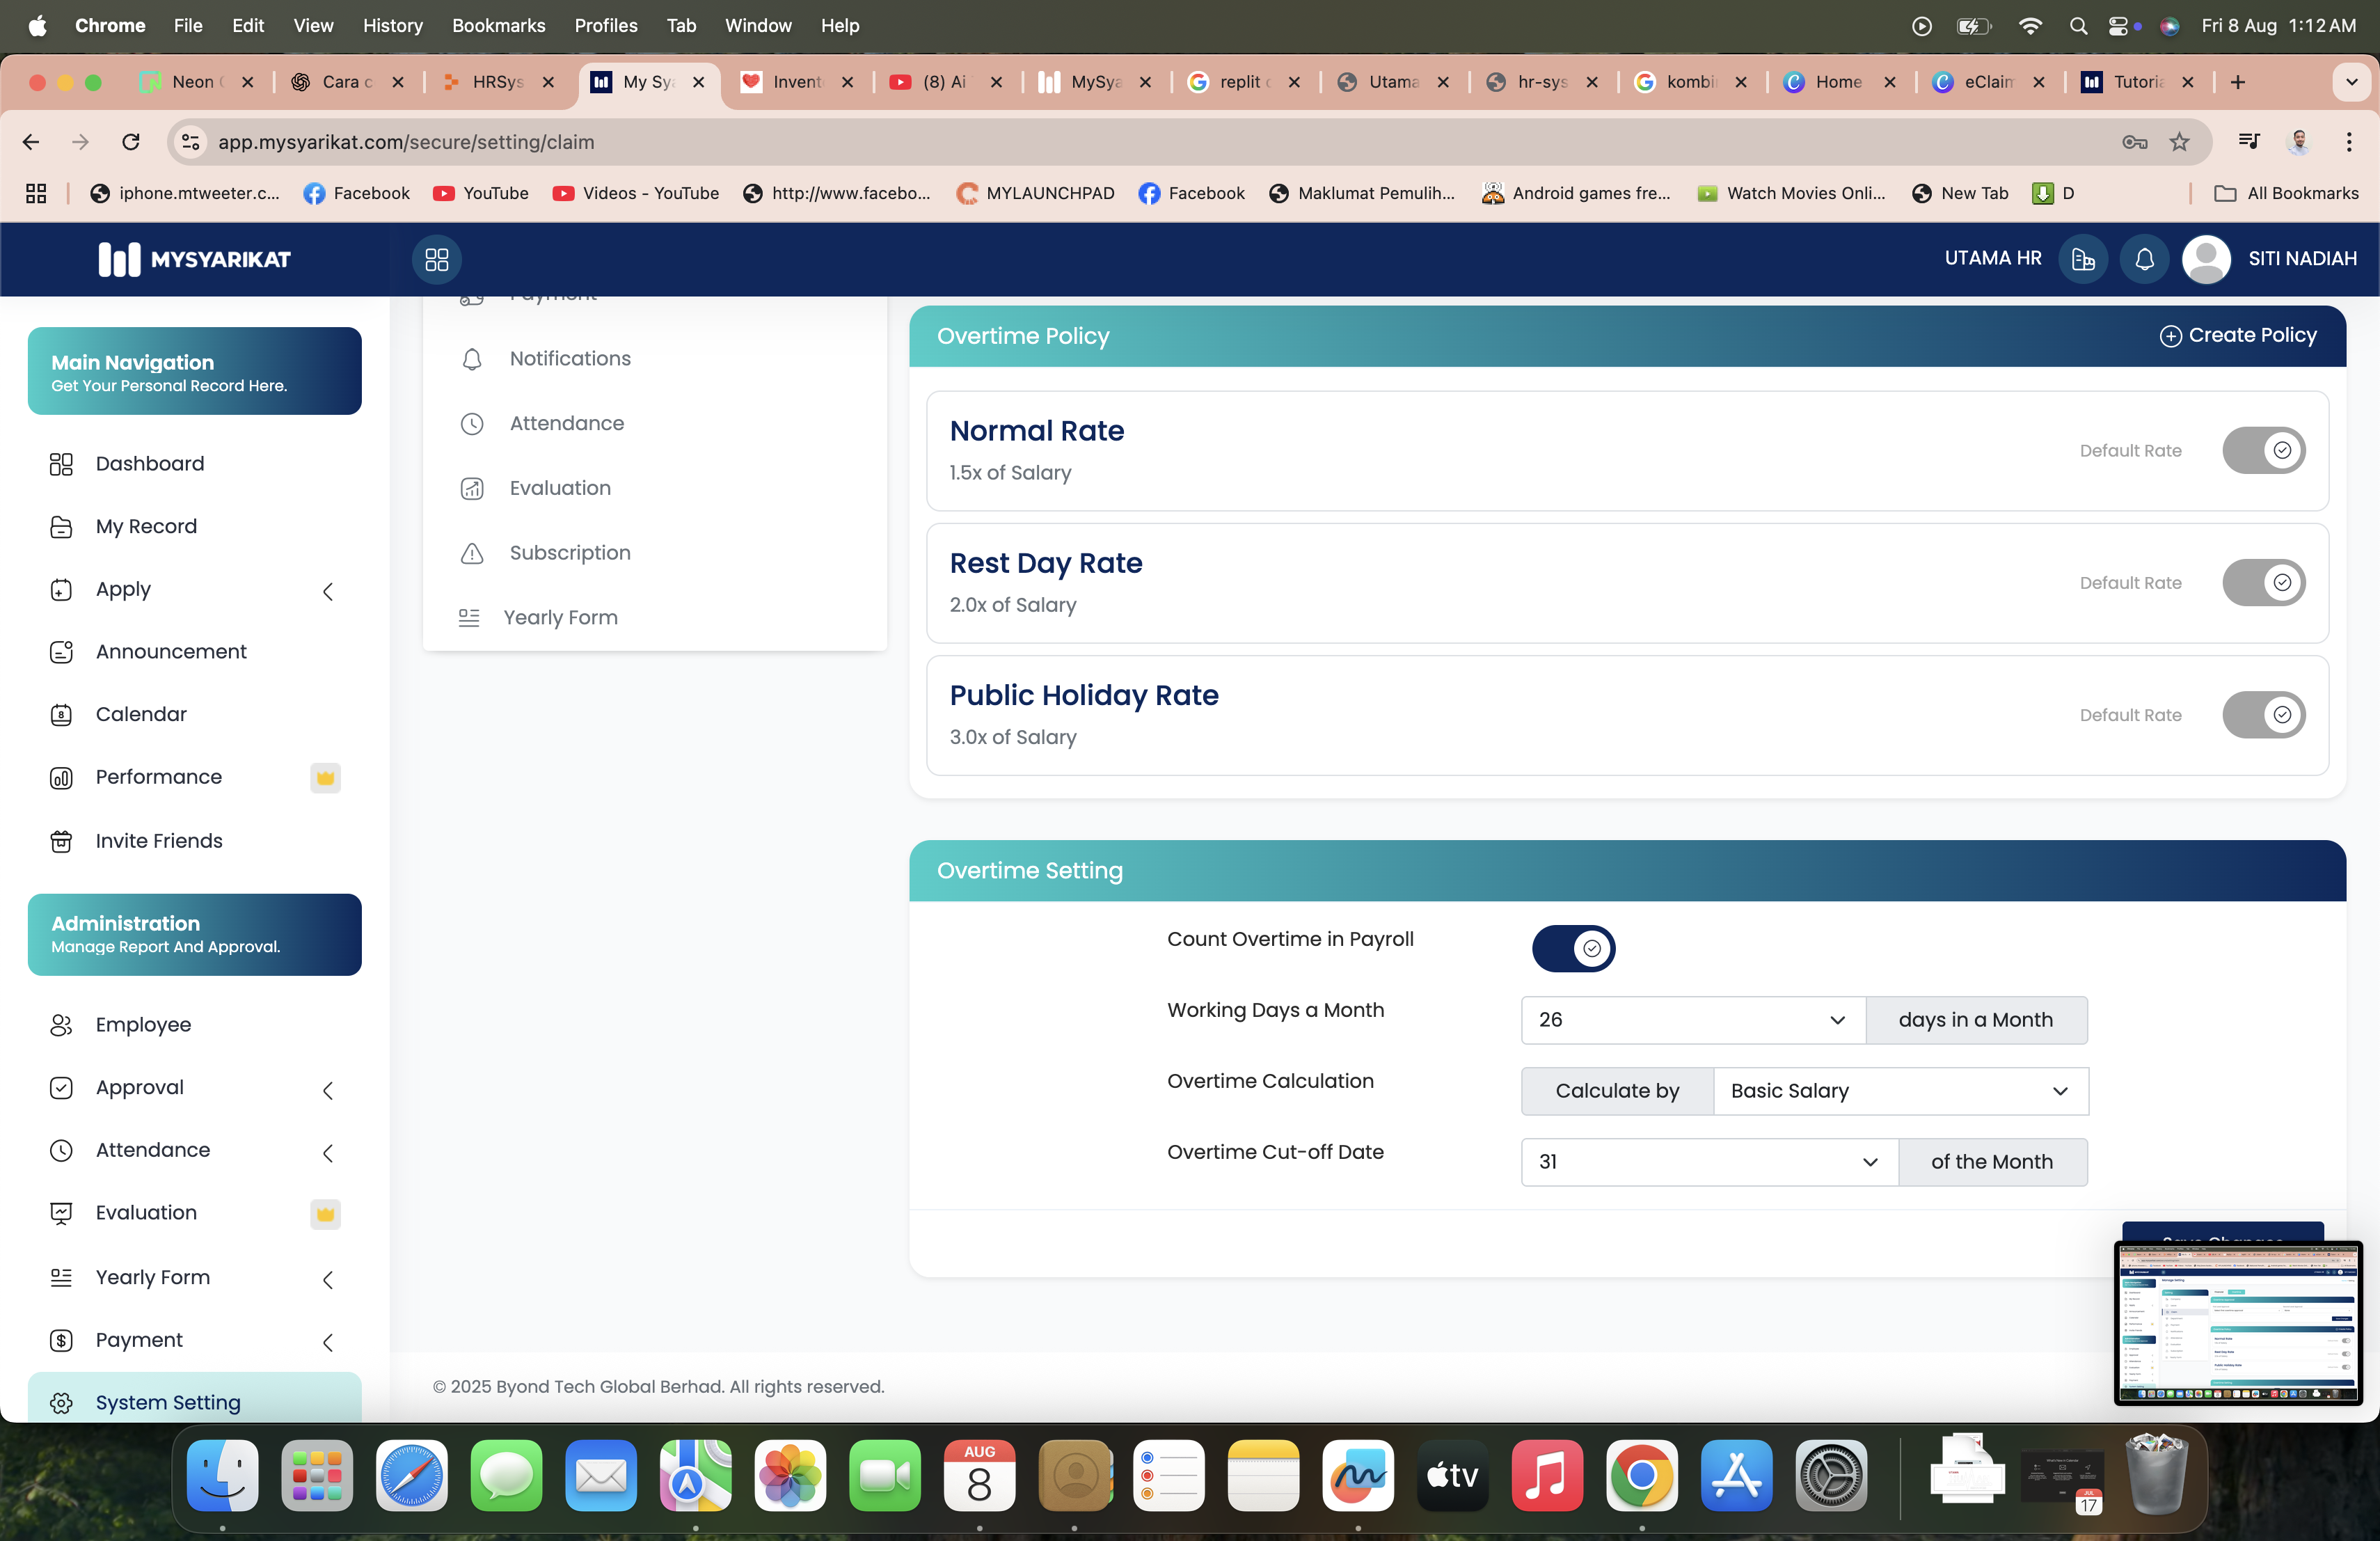 Chrome File Edit View History Bookmarks Profiles Tab Window Help Fri 8 Aug 1:12 AM
Neon Cara c HRSys My Sya Invent (8) Ai MySya replit Utama hr-sys kombi Home eClaim Tutoria
app.mysyarikat.com/secure/setting/claim
iphone.mtweeter.c... Facebook YouTube Videos - YouTube http://www.facebo... MYLAUNCHPAD Facebook Maklumat Pemulih... Android games fre... Watch Movies Onli... New Tab D All Bookmarks
MYSYARIKAT UTAMA HR SITI NADIAH
Main Navigation
Get Your Personal Record Here.
Dashboard
My Record
Apply
Announcement
Calendar
Performance
Invite Friends
Administration
Manage Report And Approval.
Employee
Approval
Attendance
Evaluation
Yearly Form
Payment
System Setting
Payment
Notifications
Attendance
Evaluation
Subscription
Yearly Form
Overtime Policy Create Policy
Normal Rate
1.5x of Salary
Default Rate
Rest Day Rate
2.0x of Salary
Default Rate
Public Holiday Rate
3.0x of Salary
Default Rate
Overtime Setting
Count Overtime in Payroll
Working Days a Month 26 days in a Month
Overtime Calculation Calculate by Basic Salary
Overtime Cut-off Date 31 of the Month
© 2025 Byond Tech Global Berhad. All rights reserved.
AUG
8
tv
JUL
17